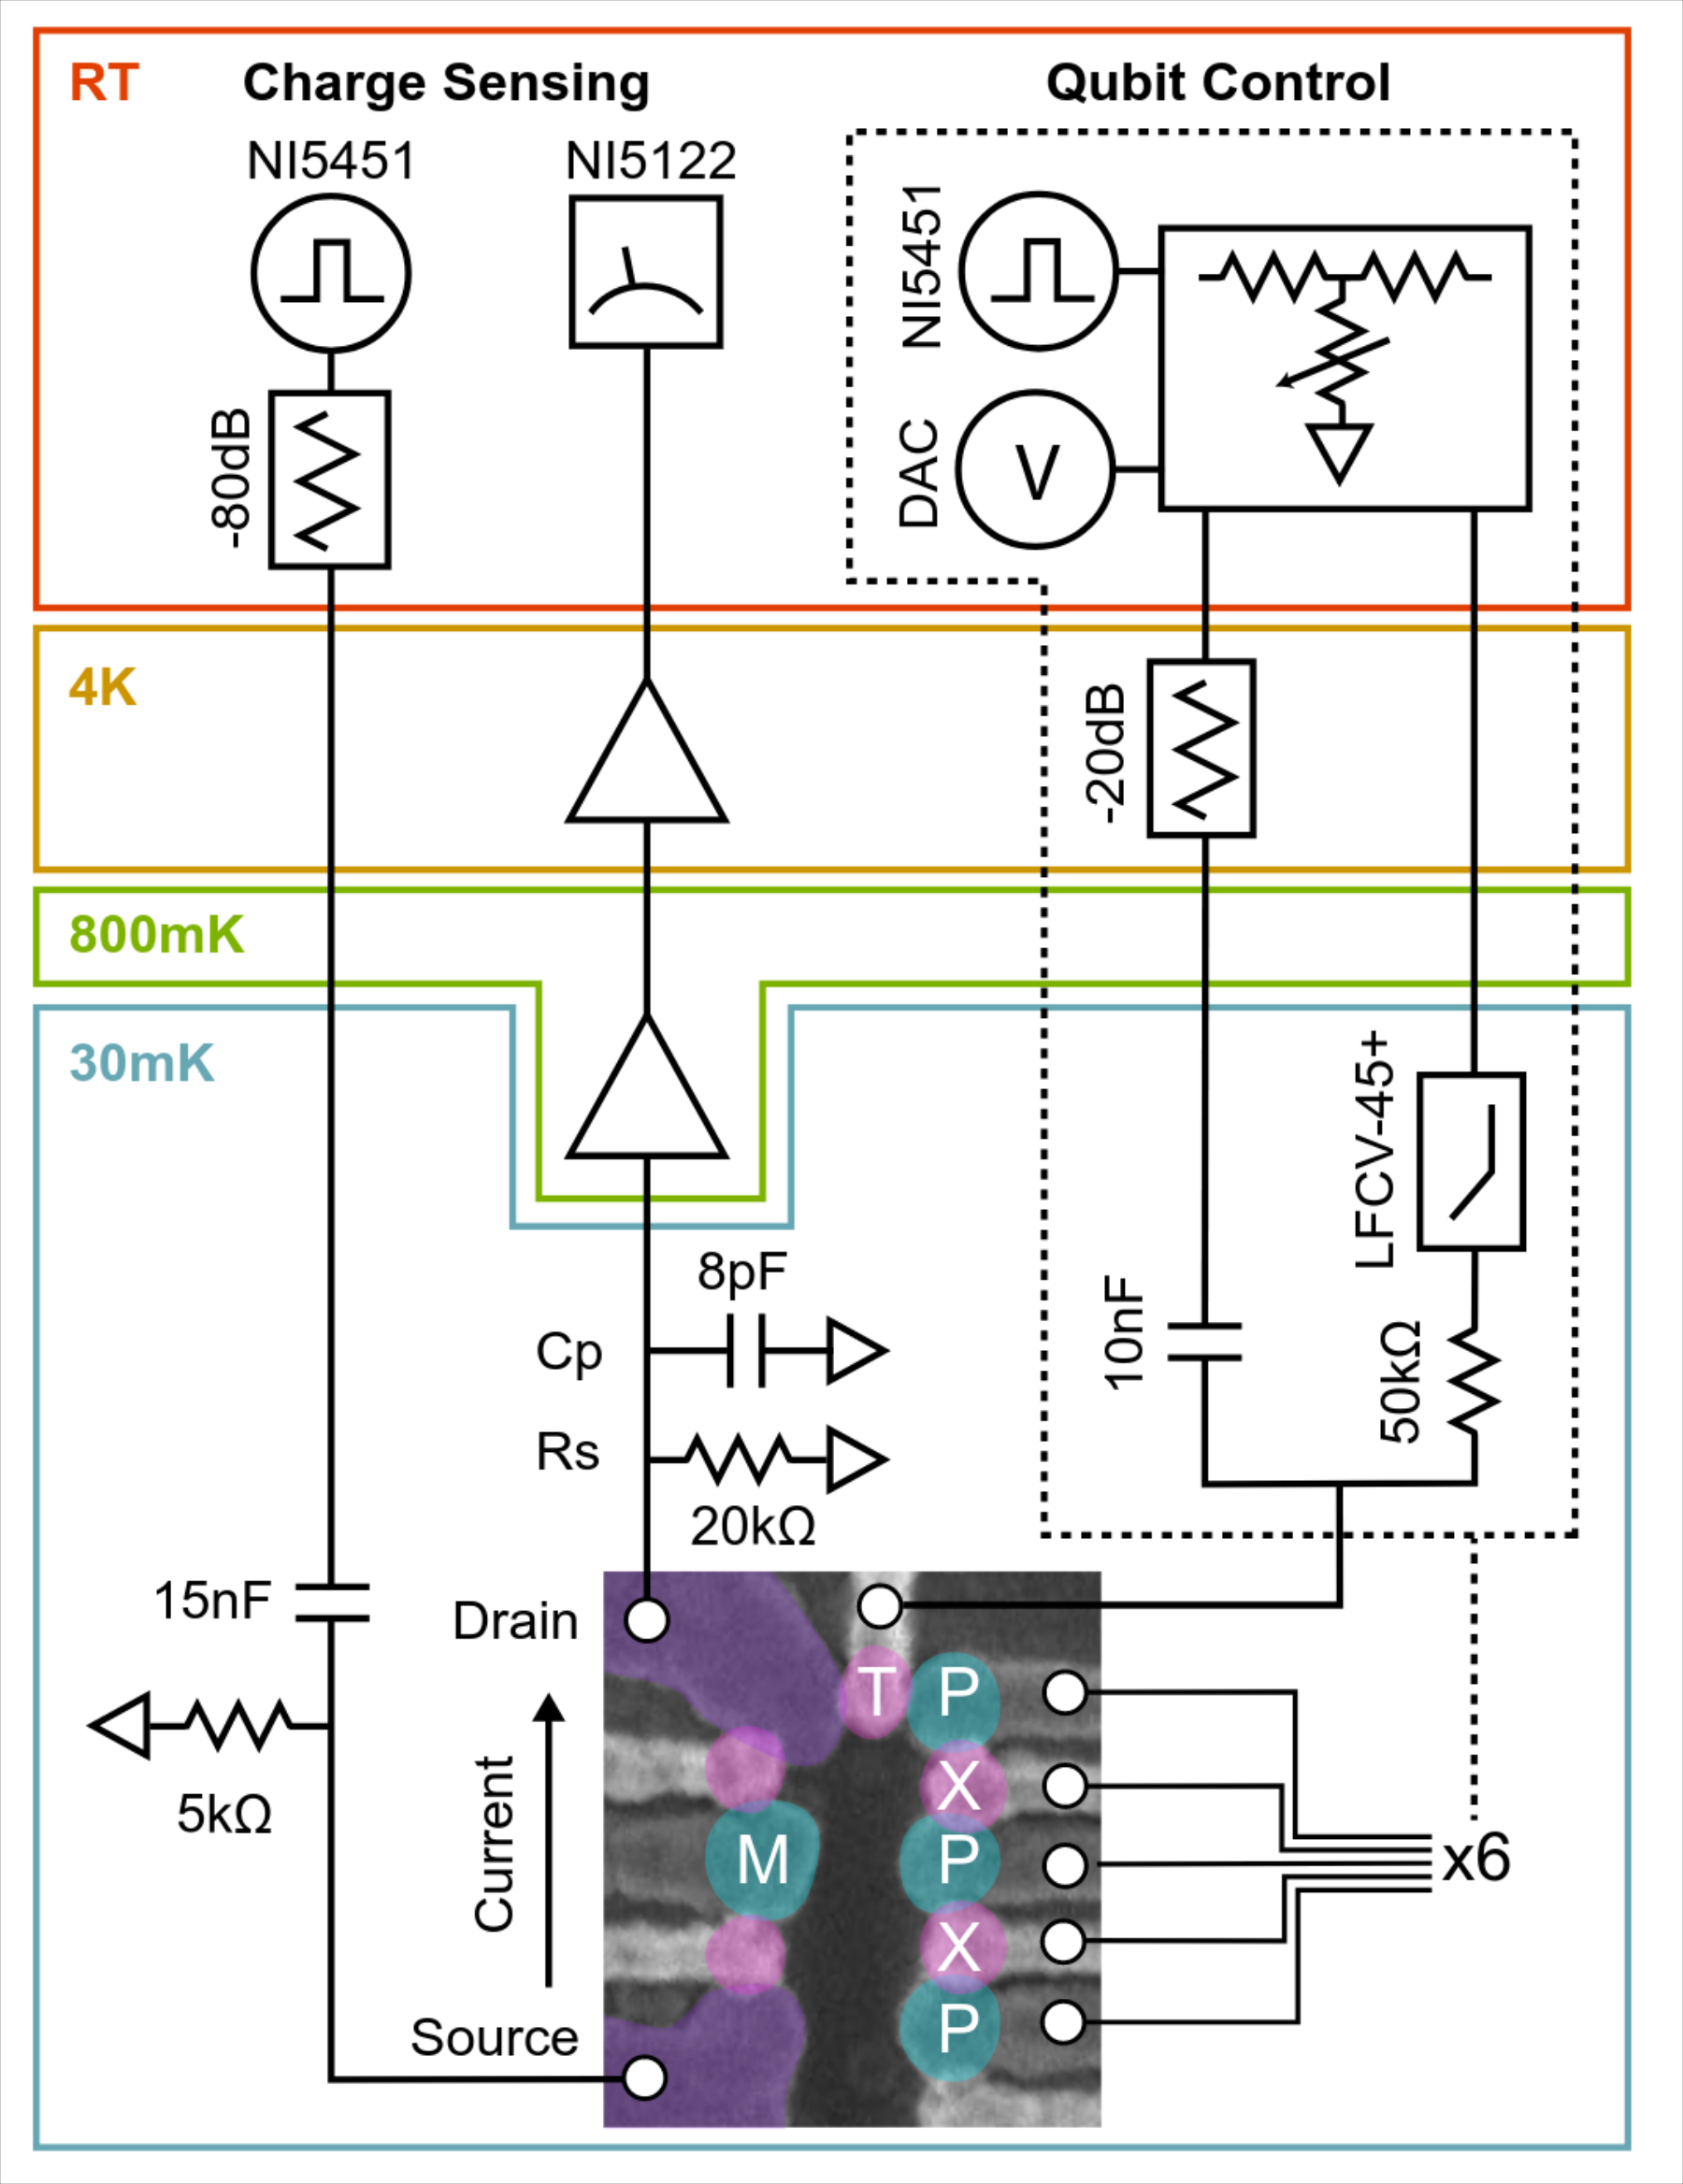 RT
Charge Sensing
Qubit Control
NI5451
NI5122
NI5451
DAC
V
-80dB
4K
-20dB
800mK
30mK
LFCV-45+
8pF
Cp
10nF
50kΩ
Rs
20kΩ
15nF
Drain
T
P
X
5kΩ
Current
M
P
x6
X
P
Source